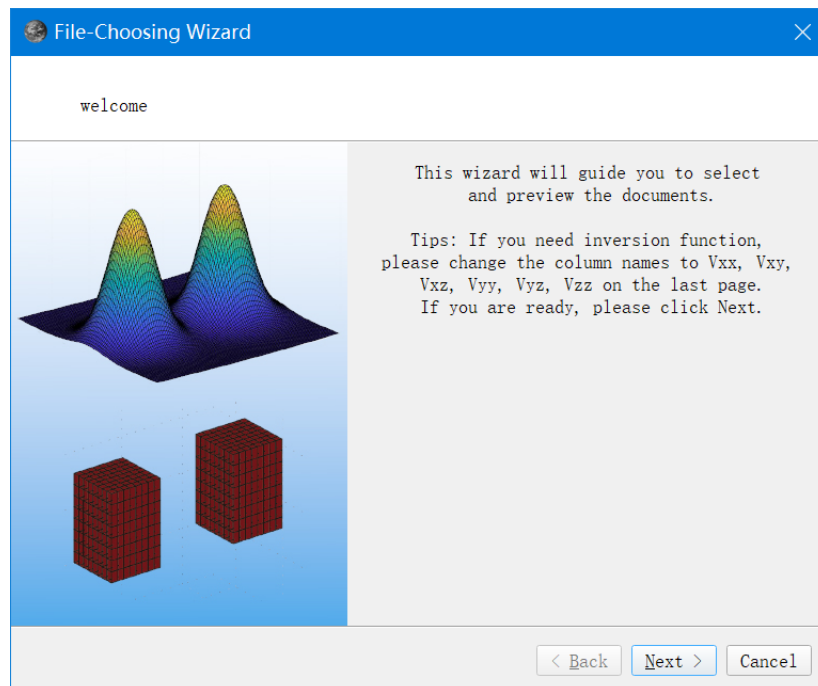 File-Choosing Wizard
welcome
This wizard will guide you to select
and preview the documents.
Tips: If you need inversion function,
please change the column names to Vxx, Vxy,
Vxz, Vyy, Vyz, Vzz on the last page.
If you are ready, please click Next.
< Back
Next >
Cancel